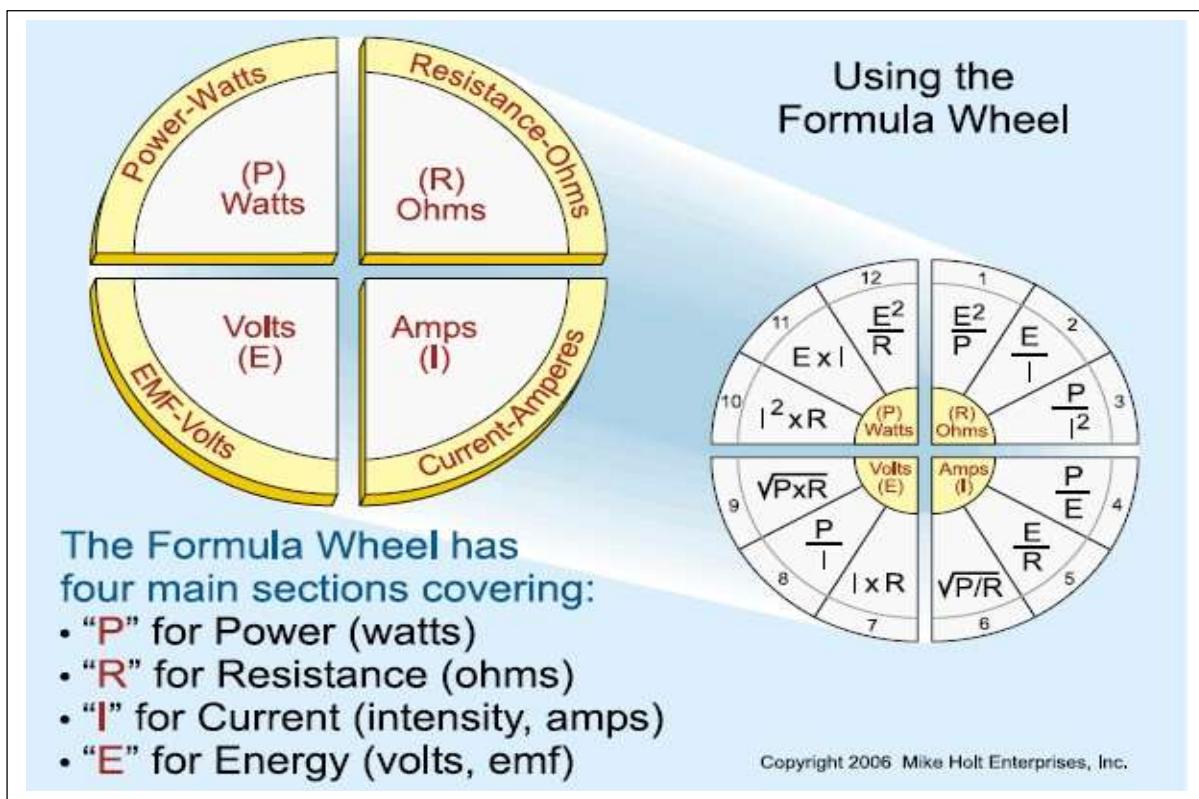 Using the
Formula Wheel
Power-Watts
(P)
Watts
Resistance-Ohms
(R)
Ohms
Volts
(E)
EMF-Volts
Amps
(I)
Current-Amperes
12
E²
R
11
E x I
10
I² x R
(P)
Watts
1
E²
P
2
E
I
3
P
I²
(R)
Ohms
9
√PxR
8
P
I
7
I x R
Volts
(E)
4
P
E
5
E
R
6
√P/R
Amps
(I)
The Formula Wheel has
four main sections covering:
• “P” for Power (watts)
• “R” for Resistance (ohms)
• “I” for Current (intensity, amps)
• “E” for Energy (volts, emf)
Copyright 2006 Mike Holt Enterprises, Inc.